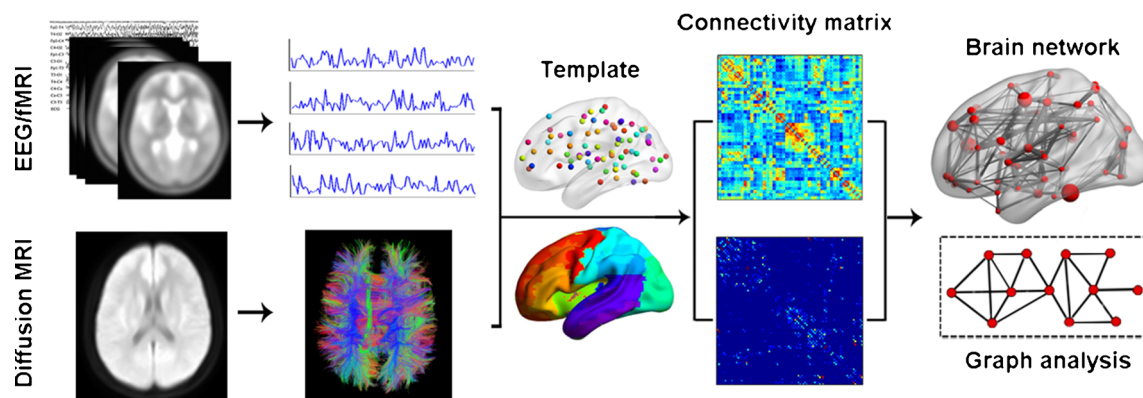 EEG/fMRI
Diffusion MRI
Template
Connectivity matrix
Brain network
Graph analysis